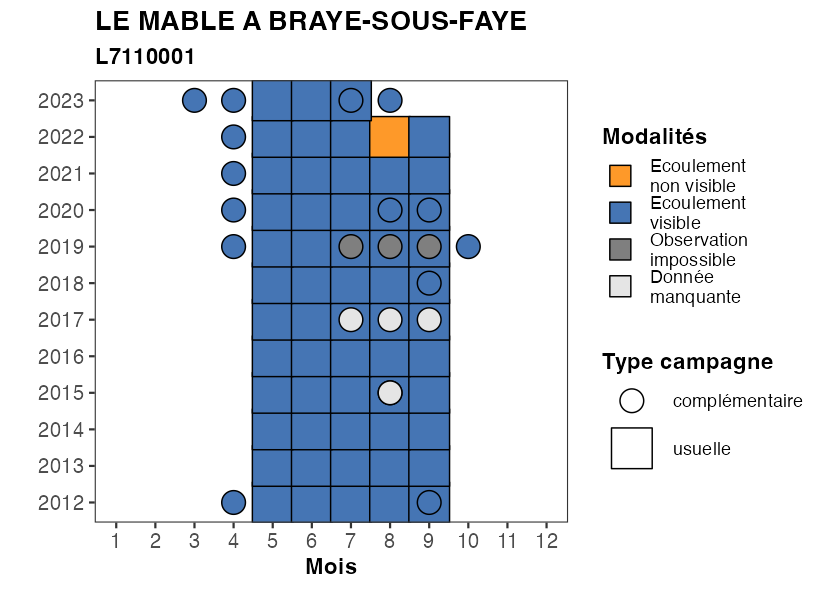 LE MABLE A BRAYE-SOUS-FAYE
L7110001
2023
2022
2021
2020
2019
2018
2017
2016
2015
2014
2013
2012
1 2 3 4 5 6 7 8 9 10 11 12
Mois
Modalités
Ecoulement
non visible
Ecoulement
visible
Observation
impossible
Donnée
manquante
Type campagne
complémentaire
usuelle